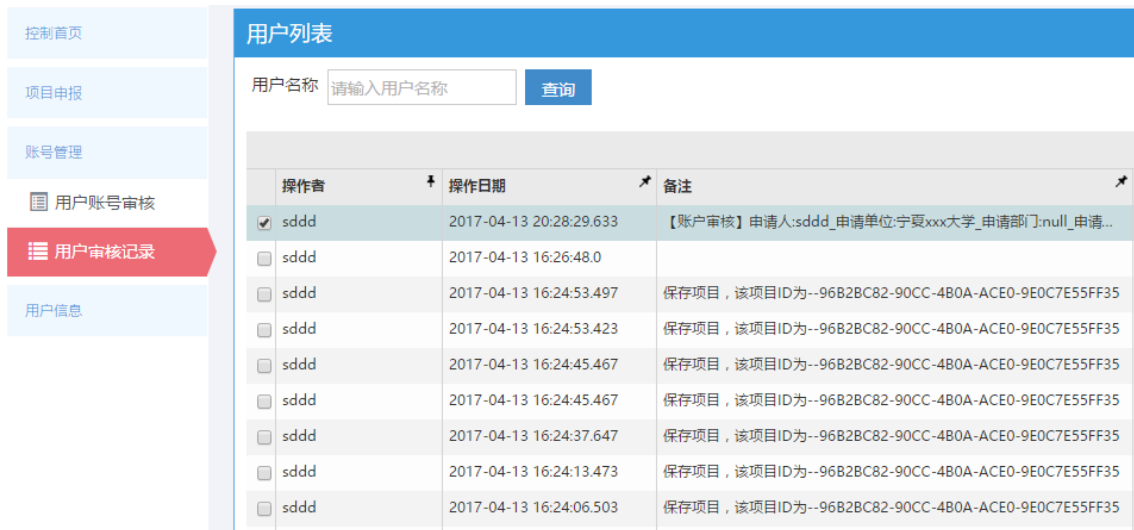 控制首页
项目申报
账号管理
用户账号审核
用户审核记录
用户信息
用户列表
用户名称 请输入用户名称 查询
操作者 操作日期 备注
sddd 2017-04-13 20:28:29.633 【账户审核】申请人:sddd_申请单位:宁夏xxx大学_申请部门:null_申请...
sddd 2017-04-13 16:26:48.0
sddd 2017-04-13 16:24:53.497 保存项目，该项目ID为--96B2BC82-90CC-4B0A-ACE0-9E0C7E55FF35
sddd 2017-04-13 16:24:53.423 保存项目，该项目ID为--96B2BC82-90CC-4B0A-ACE0-9E0C7E55FF35
sddd 2017-04-13 16:24:45.467 保存项目，该项目ID为--96B2BC82-90CC-4B0A-ACE0-9E0C7E55FF35
sddd 2017-04-13 16:24:45.467 保存项目，该项目ID为--96B2BC82-90CC-4B0A-ACE0-9E0C7E55FF35
sddd 2017-04-13 16:24:37.647 保存项目，该项目ID为--96B2BC82-90CC-4B0A-ACE0-9E0C7E55FF35
sddd 2017-04-13 16:24:13.473 保存项目，该项目ID为--96B2BC82-90CC-4B0A-ACE0-9E0C7E55FF35
sddd 2017-04-13 16:24:06.503 保存项目，该项目ID为--96B2BC82-90CC-4B0A-ACE0-9E0C7E55FF35